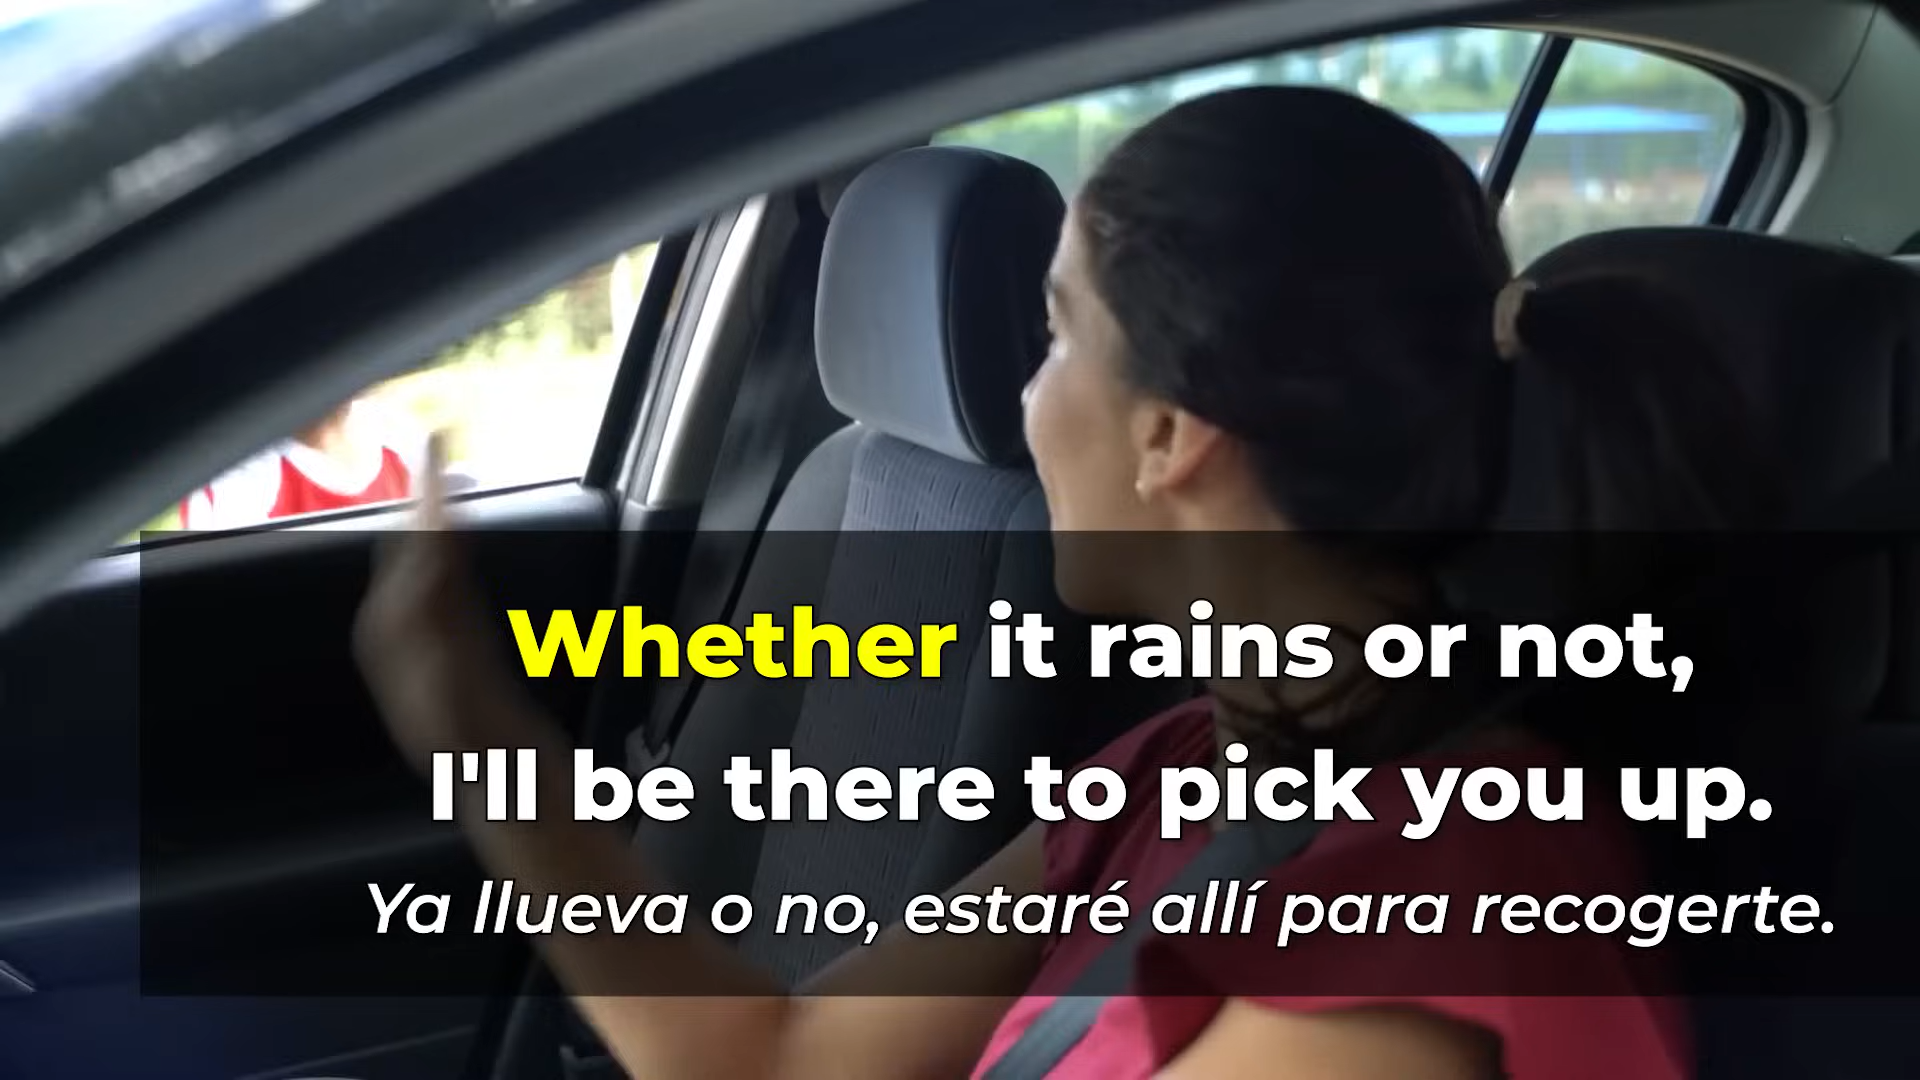 Whether it rains or not,
I'll be there to pick you up.
Ya llueva o no, estaré allí para recogerte.